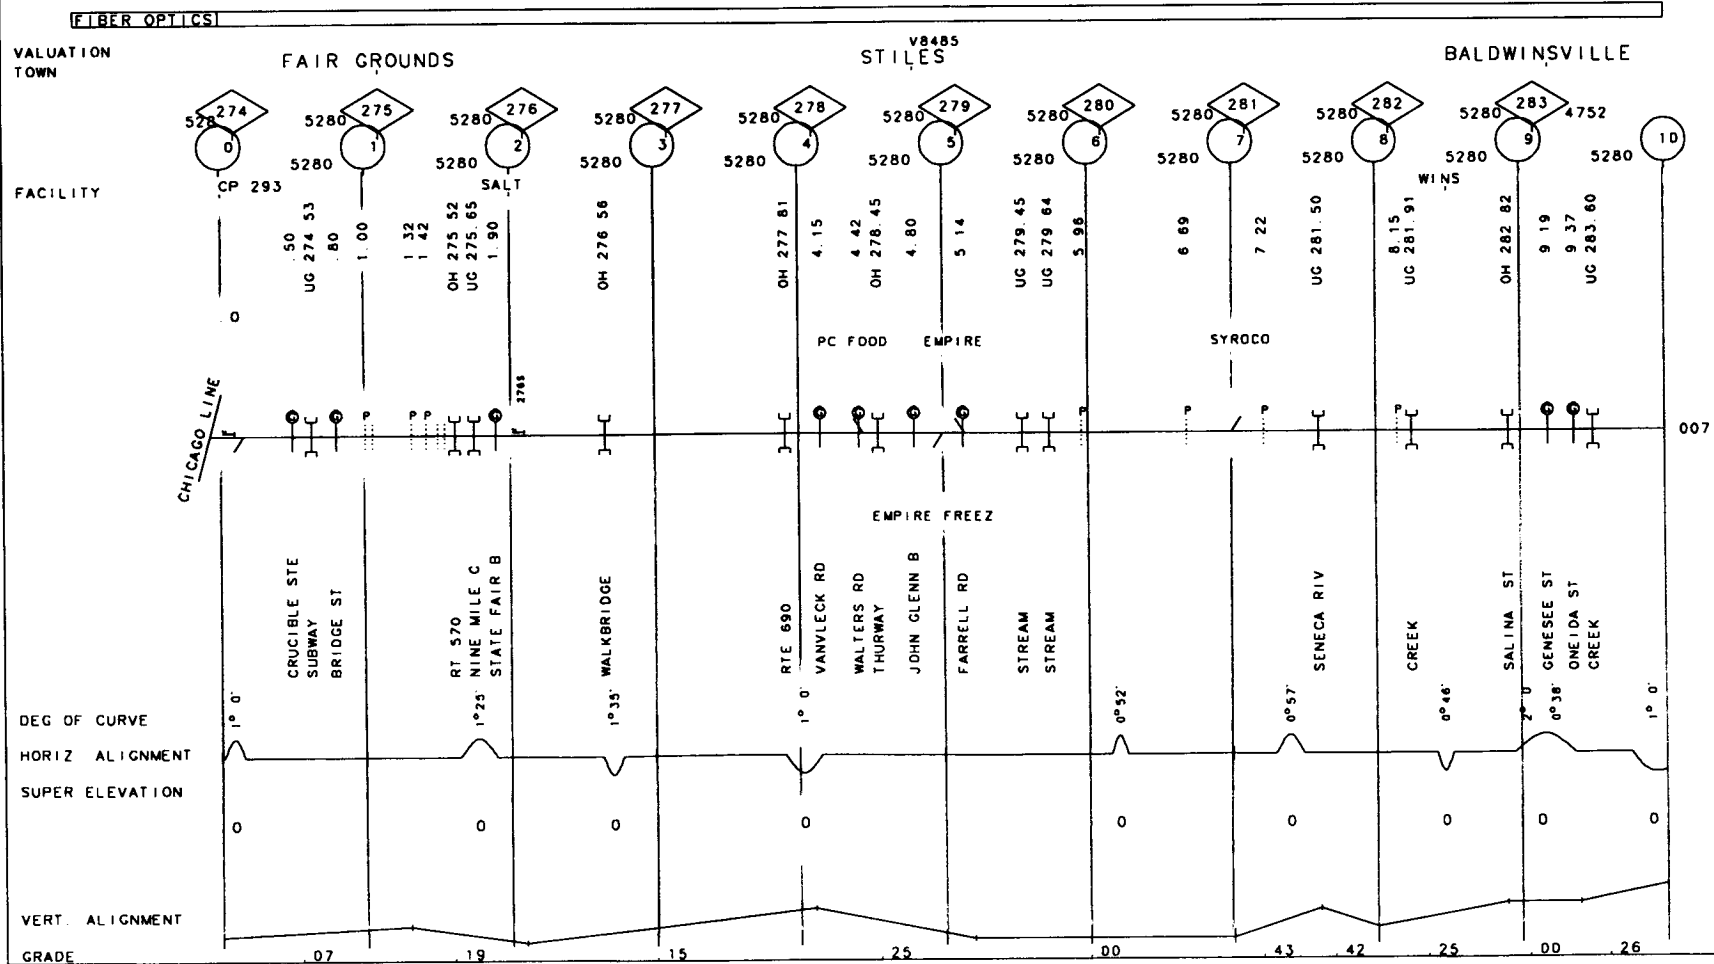 FIBER OPTICS
VALUATION
TOWN
V8485
FAIR GROUNDS STILES BALDWINSVILLE
274 275 276 277 278 279 280 281 282 283
528 5280 5280 5280 5280 5280 5280 5280 5280 5280 4752
0 1 2 3 4 5 6 7 8 9 10
5280 5280 5280 5280 5280 5280 5280 5280 5280 5280
FACILITY
CP 293 SALT WINS
.50
UG 274 53
.80
1.00
1 32
1 42
OH 275 52
UG 275.65
1.90
OH 276 56
OH 277 81
4.15
4 42
OH 278.45
4.80
5 14
UG 279.45
UG 279 64
5 96
6 69
7 22
UG 281.50
8.15
UG 281.91
OH 282 82
9 19
9 37
UG 283.60
0
PC FOOD EMPIRE SYROCO
2765
CHICAGO LINE
G G P P P G G G G G P P P P G G
007
EMPIRE FREEZ
CRUCIBLE STE
SUBWAY
BRIDGE ST
RT 570
NINE MILE C
STATE FAIR B
WALKBRIDGE
RTE 690
VANVLECK RD
WALTERS RD
THURWAY
JOHN GLENN B
FARRELL RD
STREAM
STREAM
SENECA RIV
CREEK
SALINA ST
GENESEE ST
ONEIDA ST
CREEK
DEG OF CURVE
1° 0' 1°25' 1°35' 1° 0' 0°52' 0°57' 0°46' 2° 0 0°38' 1° 0'
HORIZ ALIGNMENT
SUPER ELEVATION
0 0 0 0 0 0 0 0 0
VERT. ALIGNMENT
GRADE .07 .19 .15 .25 .00 .43 .42 .25 .00 .26